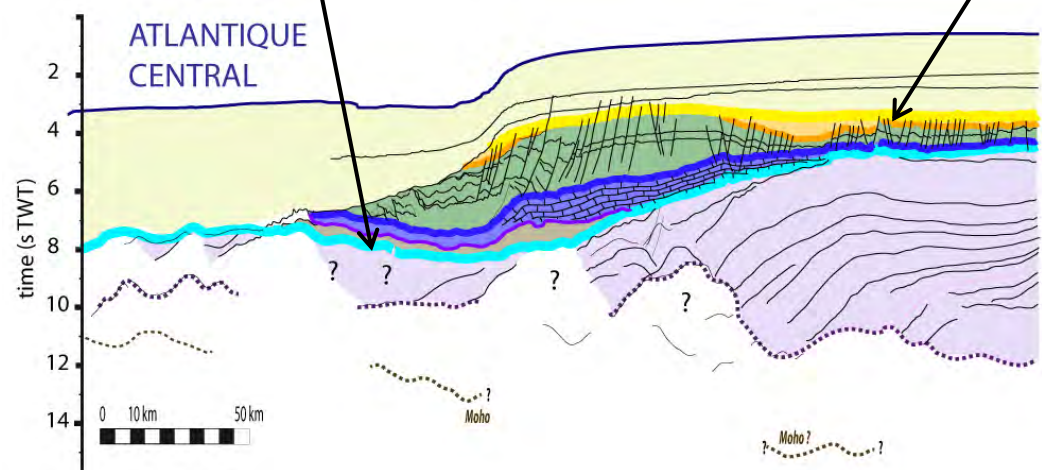 ATLANTIQUE
CENTRAL
time (s TWT)
2
4
6
8
10
12
14
? ?
?
?
?
Moho
0 10 km 50 km
Moho ?
? ?